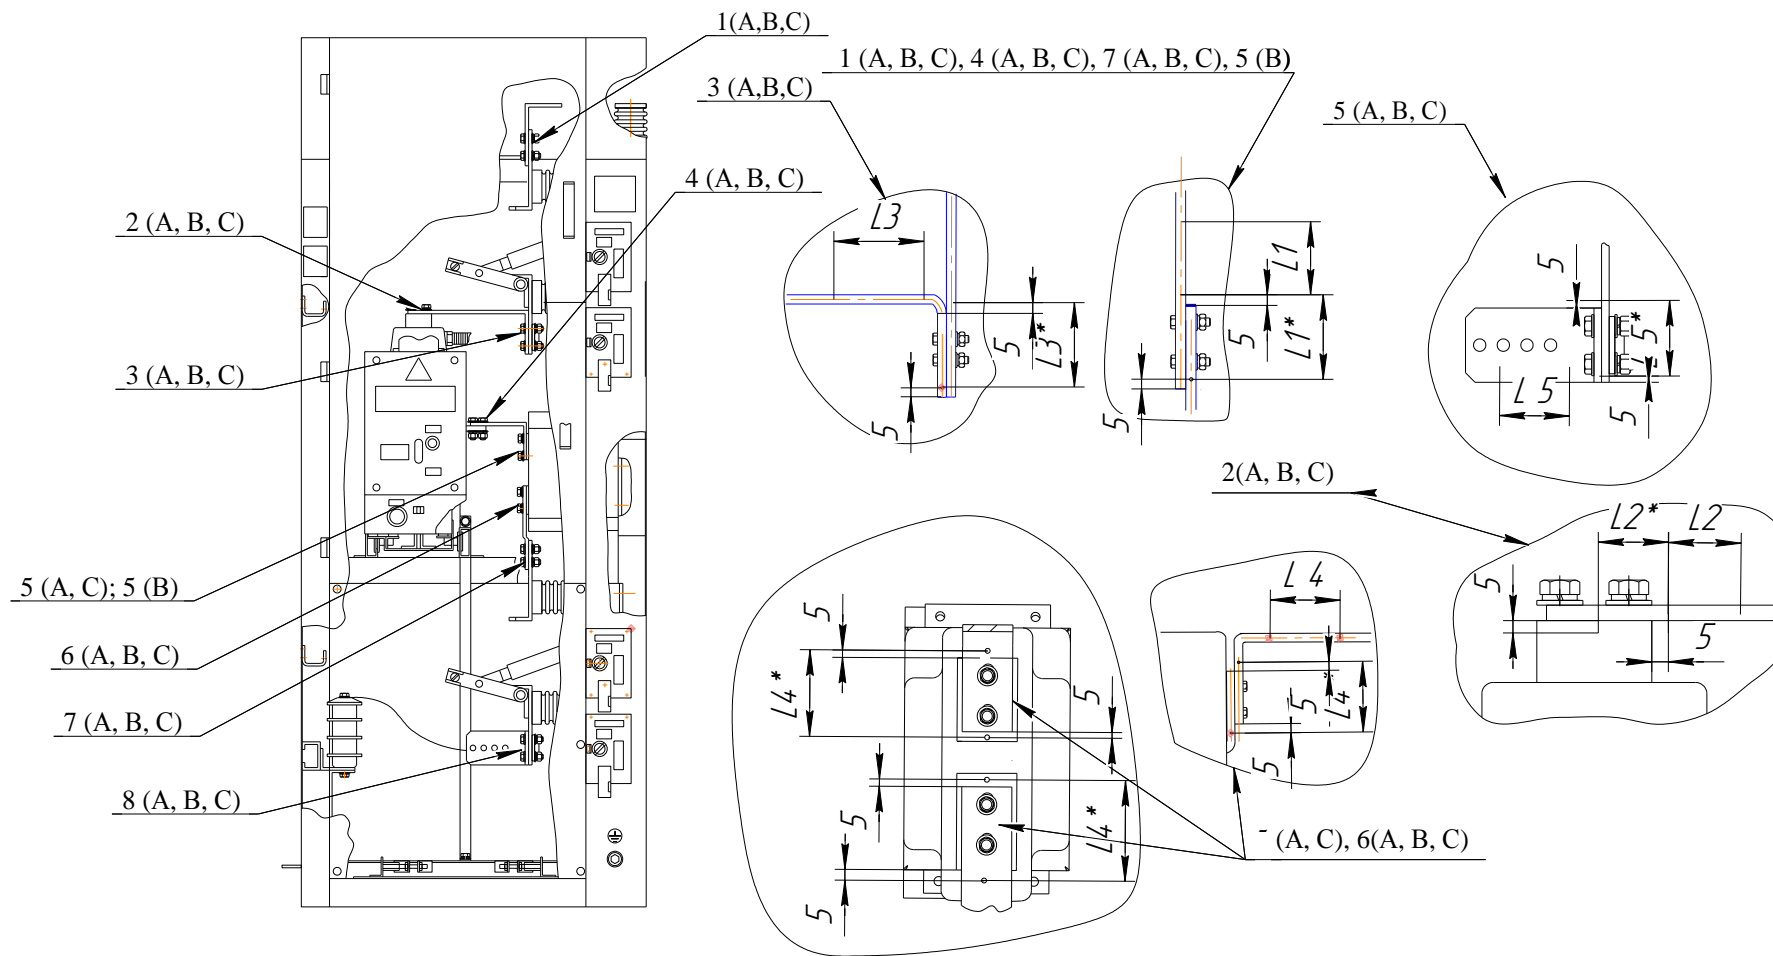 1(A,B,C)
1 (A, B, C), 4 (A, B, C), 7 (A, B, C), 5 (B)
3 (A,B,C)
5 (A, B, C)
4 (A, B, C)
2 (A, B, C)
3 (A, B, C)
5 (A, C); 5 (B)
6 (A, B, C)
7 (A, B, C)
8 (A, B, C)
L3
5
L3*
5
L1
5
L1*
5
5
5*
L 5
5
2(A, B, C)
L2*
L2
5
5
5
L4*
5
5
L4*
5
L 4
5
L4*
5
(A, C), 6(A, B, C)